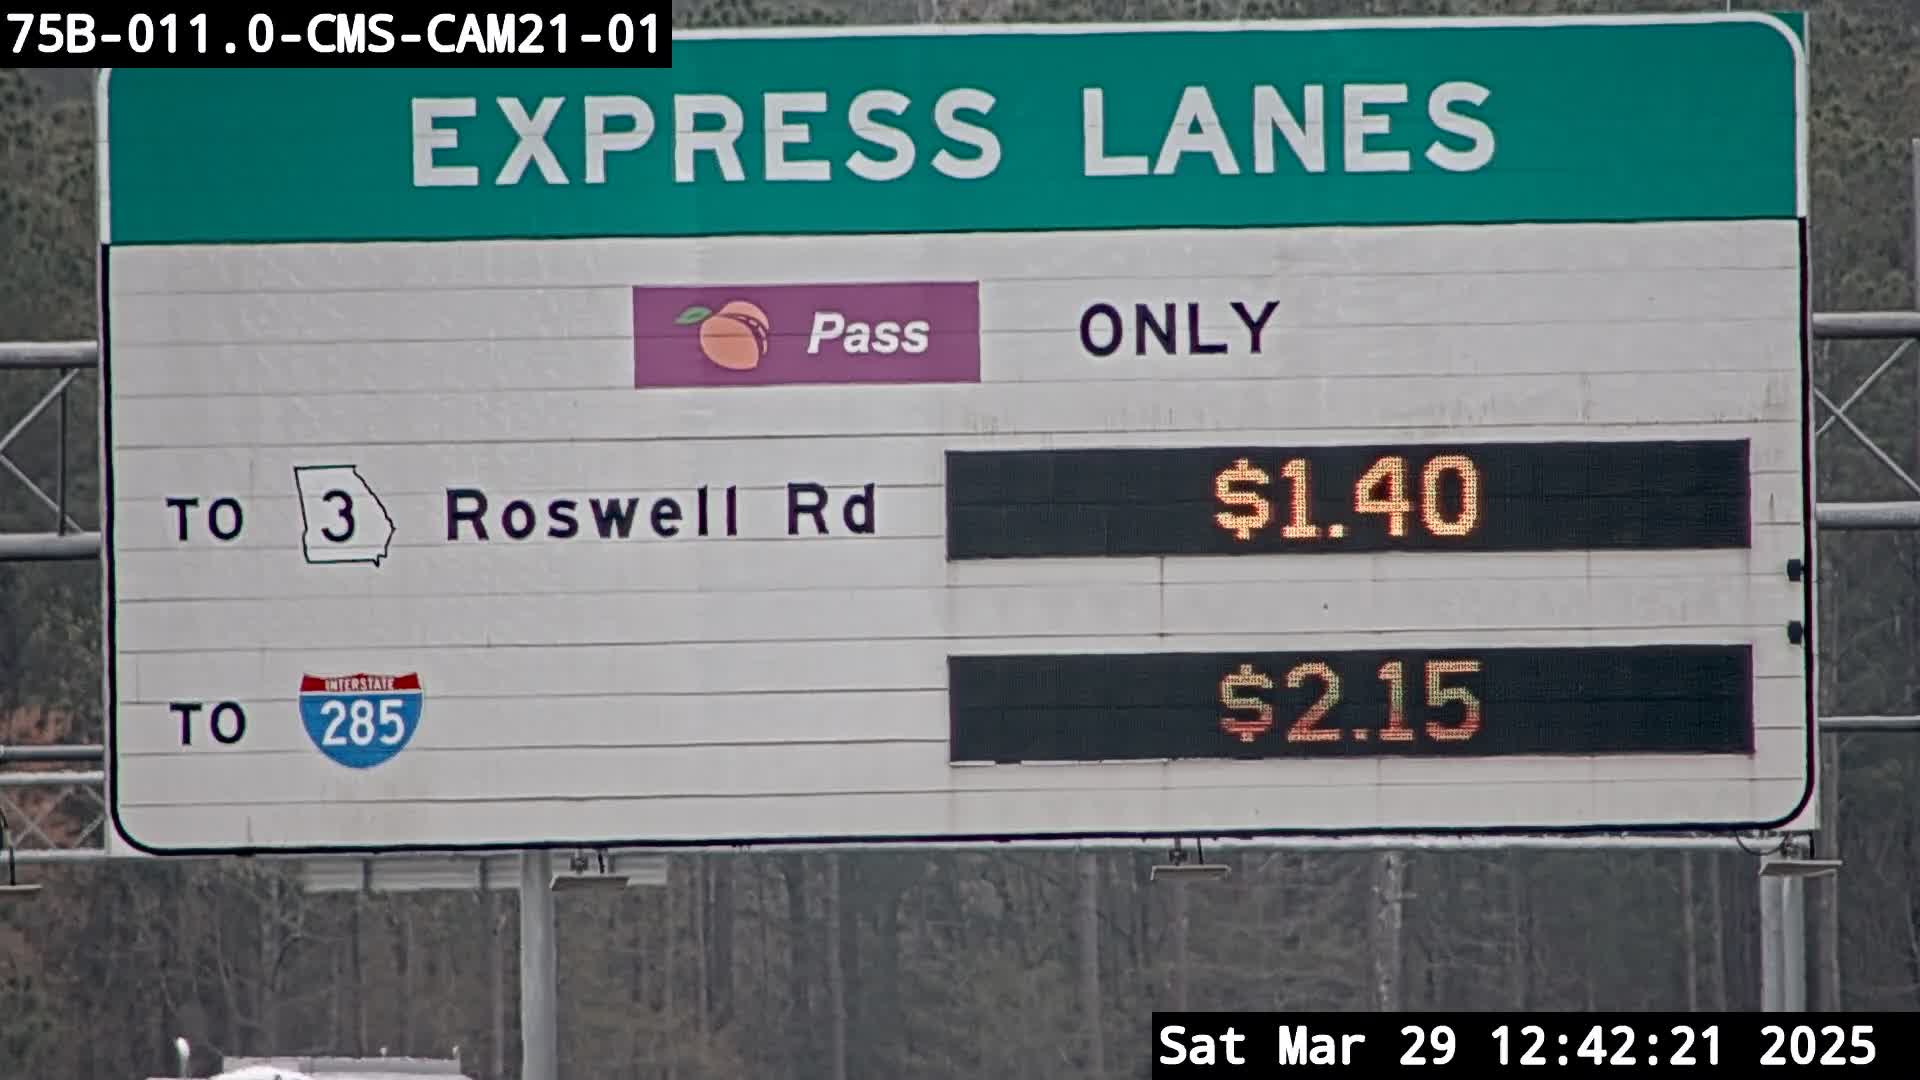 75B-011.0-CMS-CAM21-01
EXPRESS LANES
Pass ONLY
TO 3 Roswell Rd $1.40
TO INTERSTATE 285 $2.15
Sat Mar 29 12:42:21 2025